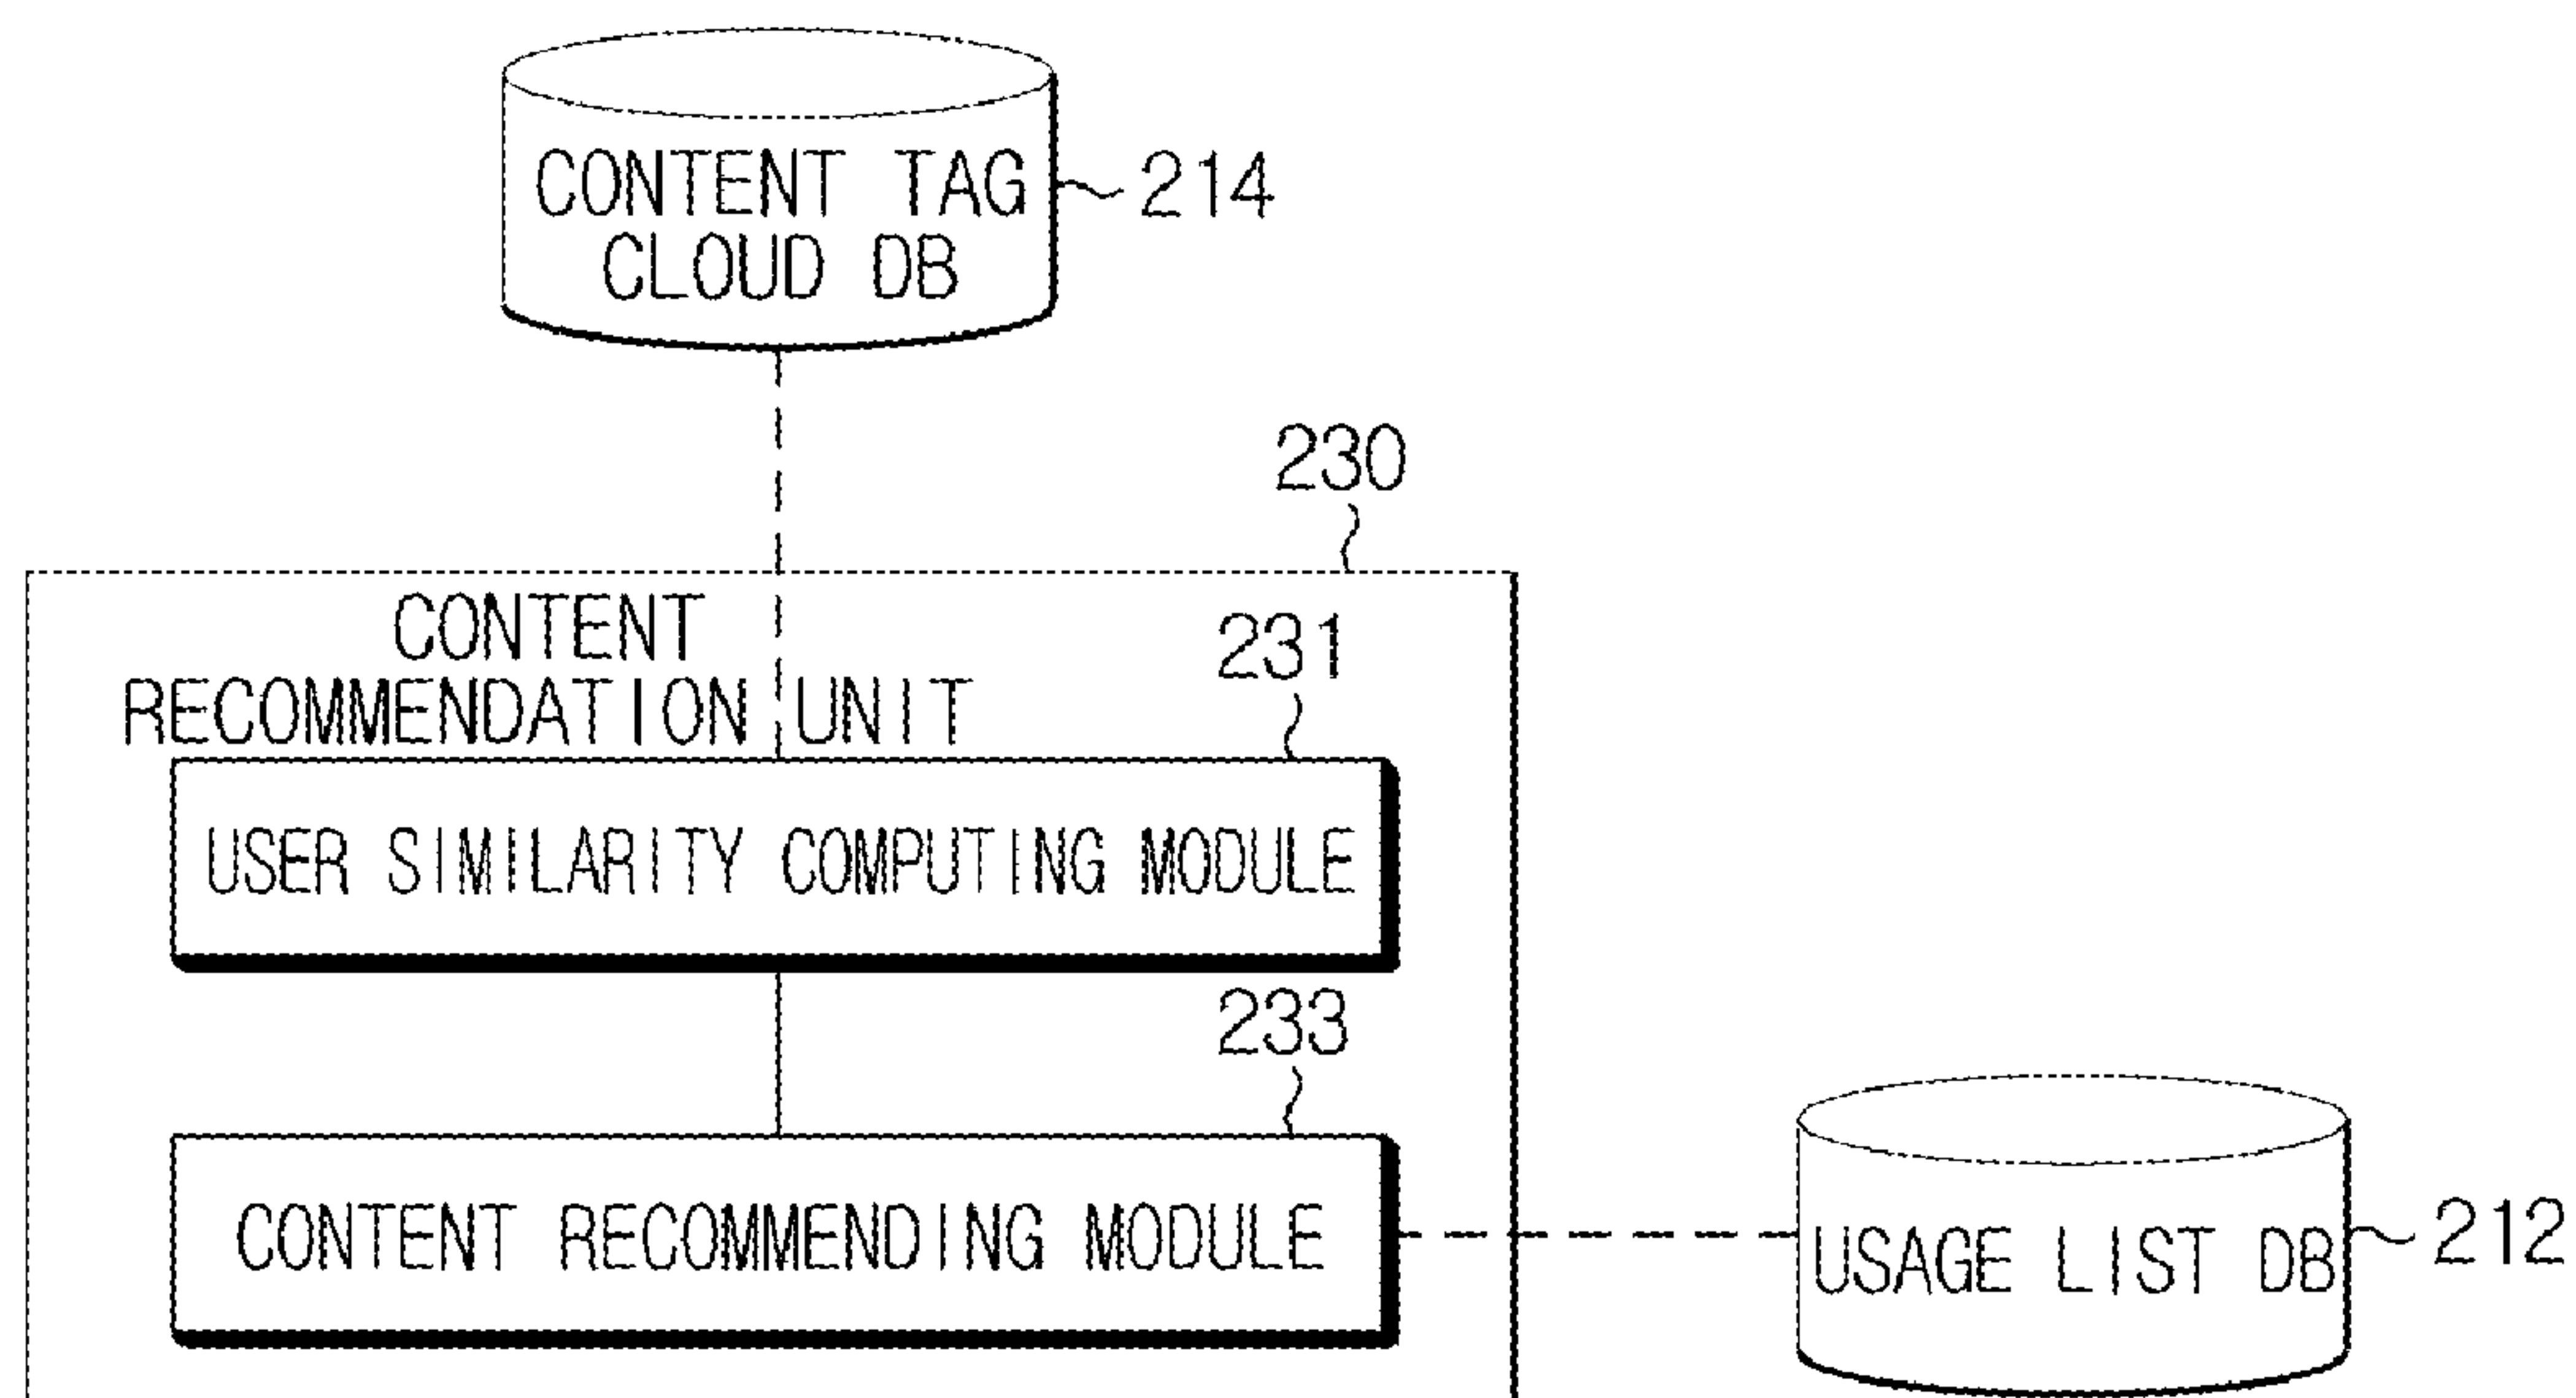 CONTENT TAG
CLOUD DB
214
230
CONTENT
RECOMMENDATION UNIT
231
USER SIMILARITY COMPUTING MODULE
233
CONTENT RECOMMENDING MODULE
USAGE LIST DB
212